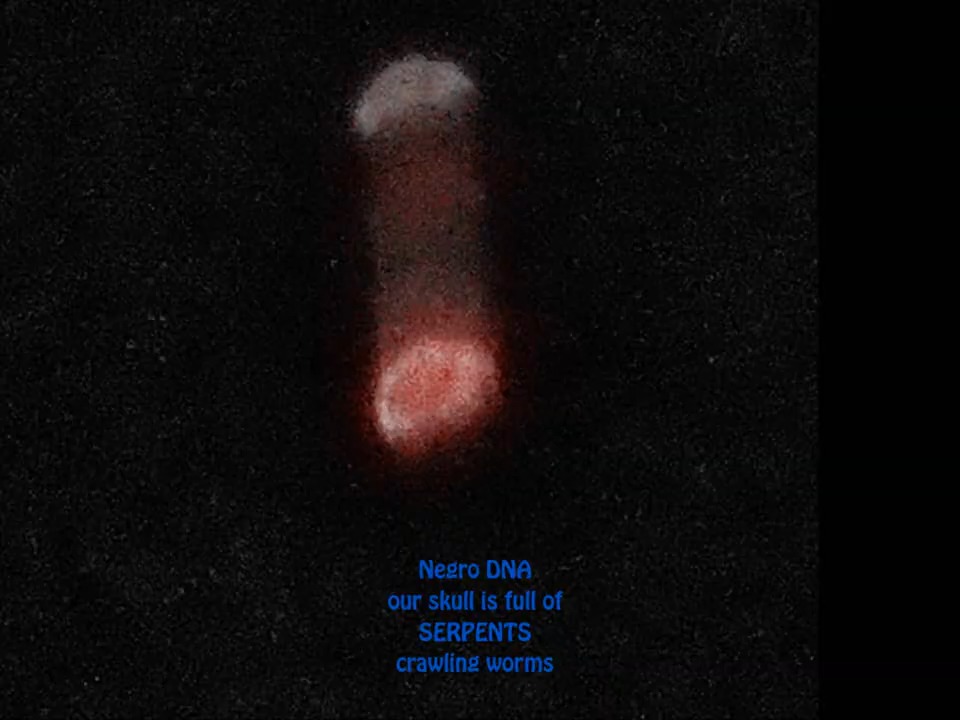 Negro DNA
our skull is full of
SERPENTS
crawling worms